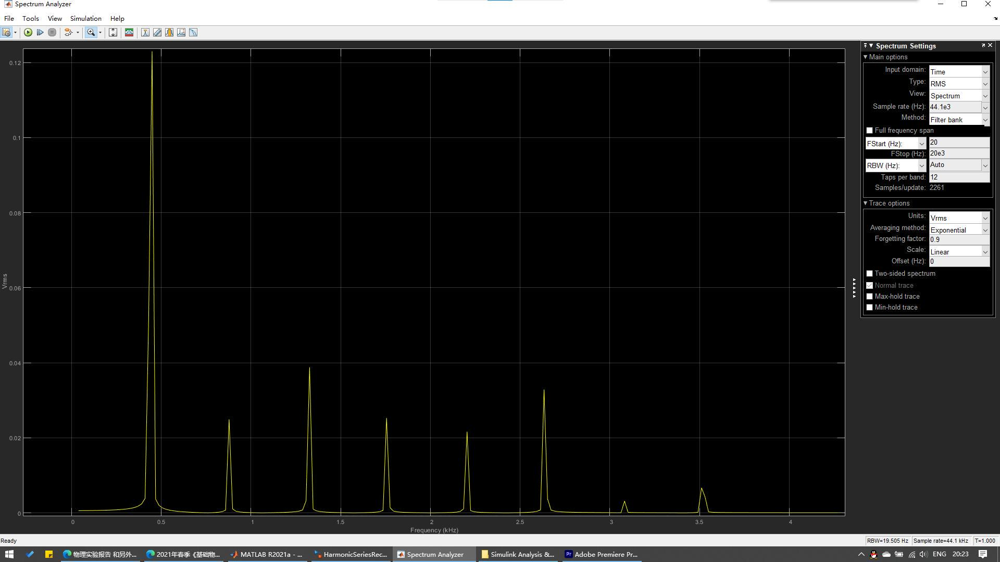 Spectrum Analyzer
File Tools View Simulation Help
Spectrum Settings
Main options
Input domain: Time
Type: RMS
View: Spectrum
Sample rate (Hz): 44.1e3
Method: Filter bank
Full frequency span
FStart (Hz): 20
FStop (Hz): 20e3
RBW (Hz): Auto
Taps per band: 12
Samples/update: 2261
Trace options
Units: Vrms
Averaging method: Exponential
Forgetting factor: 0.9
Scale: Linear
Offset (Hz): 0
Two-sided spectrum
Normal trace
Max-hold trace
Min-hold trace
0.12
0.1
0.08
0.06
0.04
0.02
0
Vrms
0 0.5 1 1.5 2 2.5 3 3.5 4
Frequency (kHz)
Ready
RBW=19.505 Hz Sample rate=44.1 kHz T=1.000
物理实验报告 和另外... 2021年春季《基础物... MATLAB R2021a - ... HarmonicSeriesRec... Spectrum Analyzer Simulink Analysis &... Pr Adobe Premiere Pr... ENG 20:23